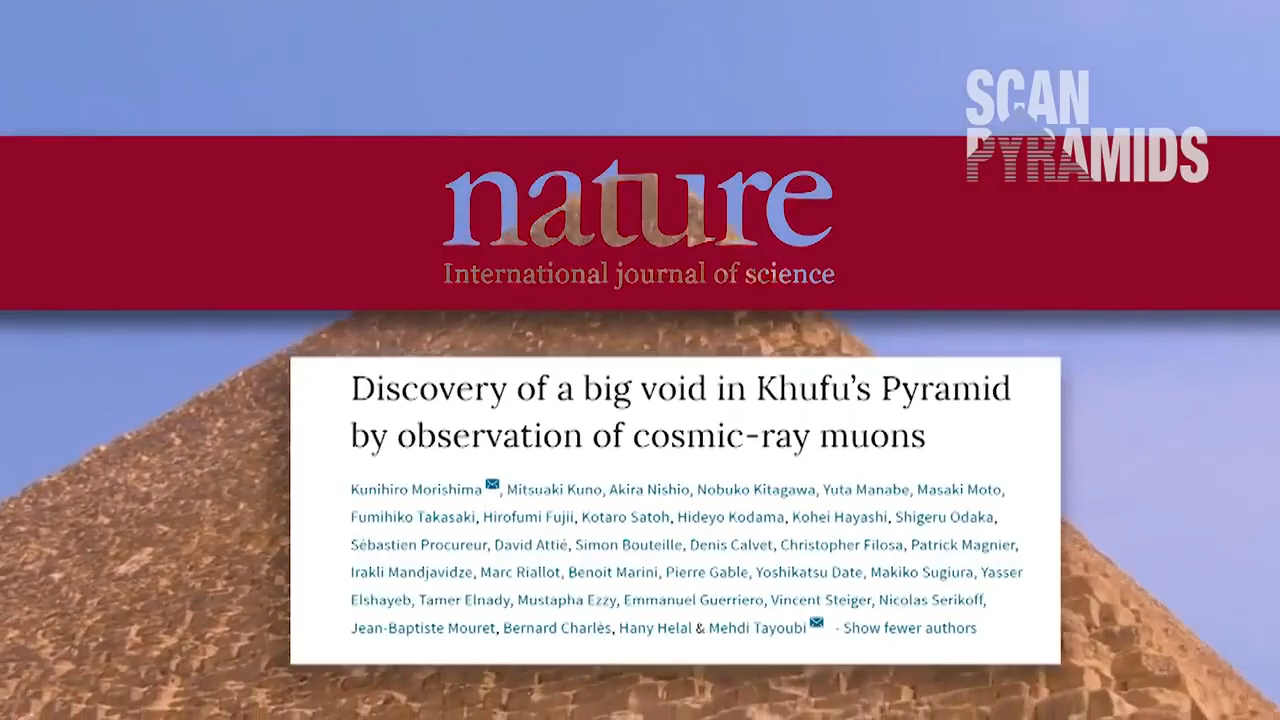 SCAN
PYRAMIDS
nature
International journal of science
Discovery of a big void in Khufu's Pyramid
by observation of cosmic-ray muons
Kunihiro Morishima, Mitsuaki Kuno, Akira Nishio, Nobuko Kitagawa, Yuta Manabe, Masaki Moto,
Fumihiko Takasaki, Hirofumi Fujii, Kotaro Satoh, Hideyo Kodama, Kohei Hayashi, Shigeru Odaka,
Sébastien Procureur, David Attié, Simon Bouteille, Denis Calvet, Christopher Filosa, Patrick Magnier,
Irakli Mandjavidze, Marc Riallot, Benoit Marini, Pierre Gable, Yoshikatsu Date, Makiko Sugiura, Yasser
Elshayeb, Tamer Elnady, Mustapha Ezzy, Emmanuel Guerriero, Vincent Steiger, Nicolas Serikoff,
Jean-Baptiste Mouret, Bernard Charlès, Hany Helal & Mehdi Tayoubi - Show fewer authors